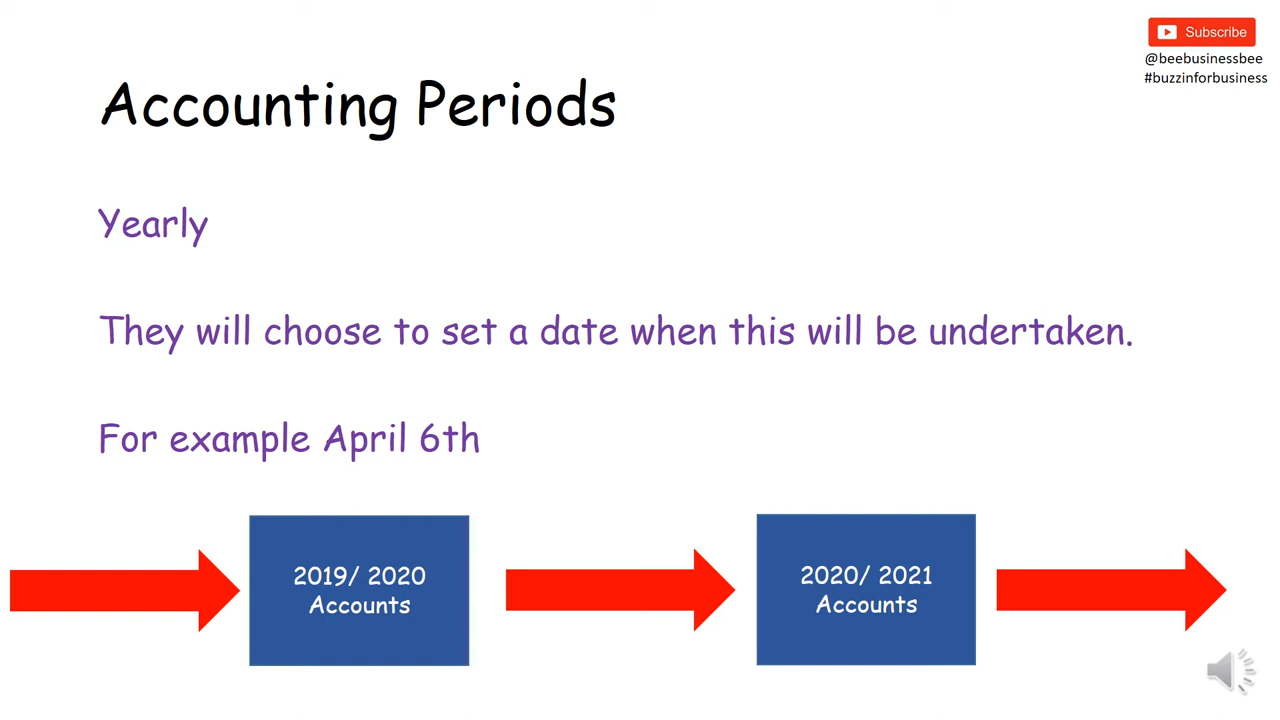 Subscribe
@beebusinessbee
#buzzinforbusiness
Accounting Periods
Yearly
They will choose to set a date when this will be undertaken.
For example April 6th
2019/ 2020
Accounts
2020/ 2021
Accounts